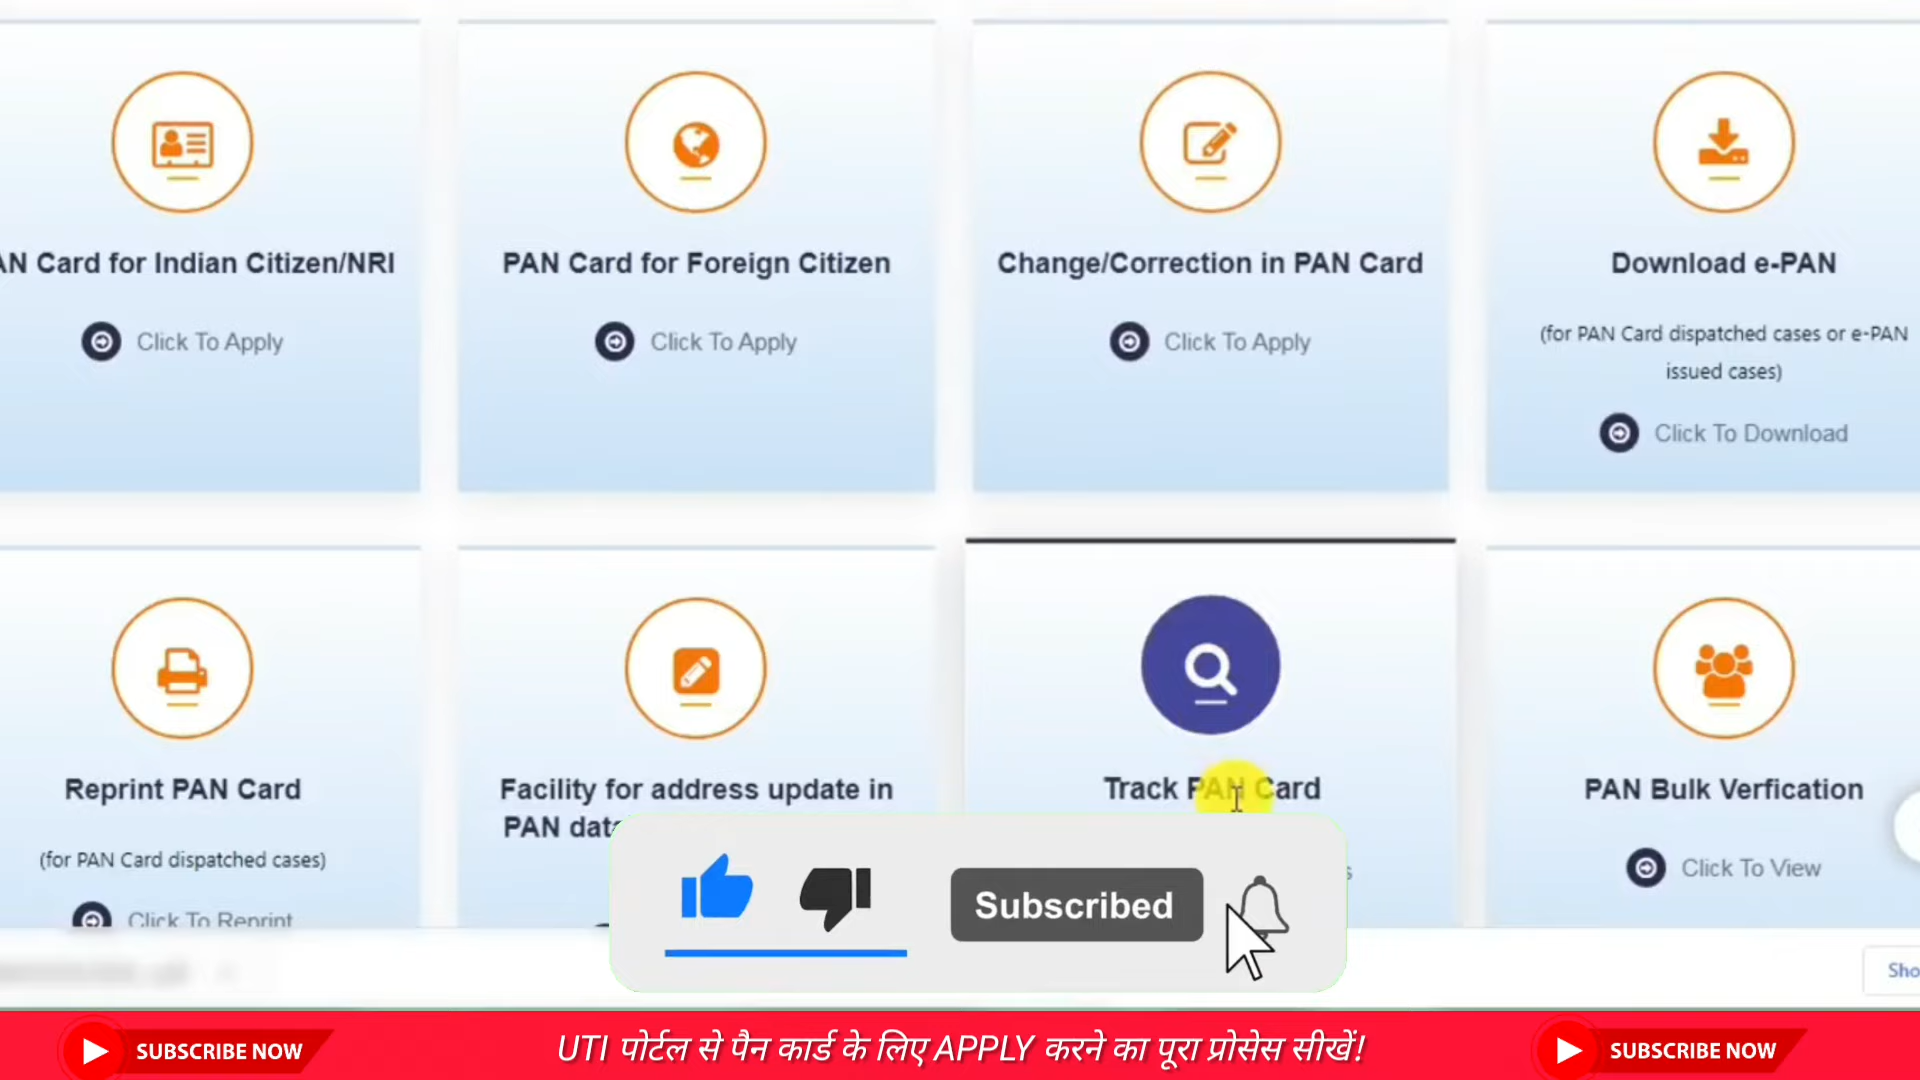 AN Card for Indian Citizen/NRI
Click To Apply
PAN Card for Foreign Citizen
Click To Apply
Change/Correction in PAN Card
Click To Apply
Download e-PAN
(for PAN Card dispatched cases or e-PAN
issued cases)
Click To Download
Reprint PAN Card
(for PAN Card dispatched cases)
Click To Reprint
Facility for address update in
PAN data
Track PAN Card
PAN Bulk Verfication
Click To View
Subscribed
Sho
SUBSCRIBE NOW
UTI पोर्टल से पैन कार्ड के लिए APPLY करने का पूरा प्रोसेस सीखें!
SUBSCRIBE NOW